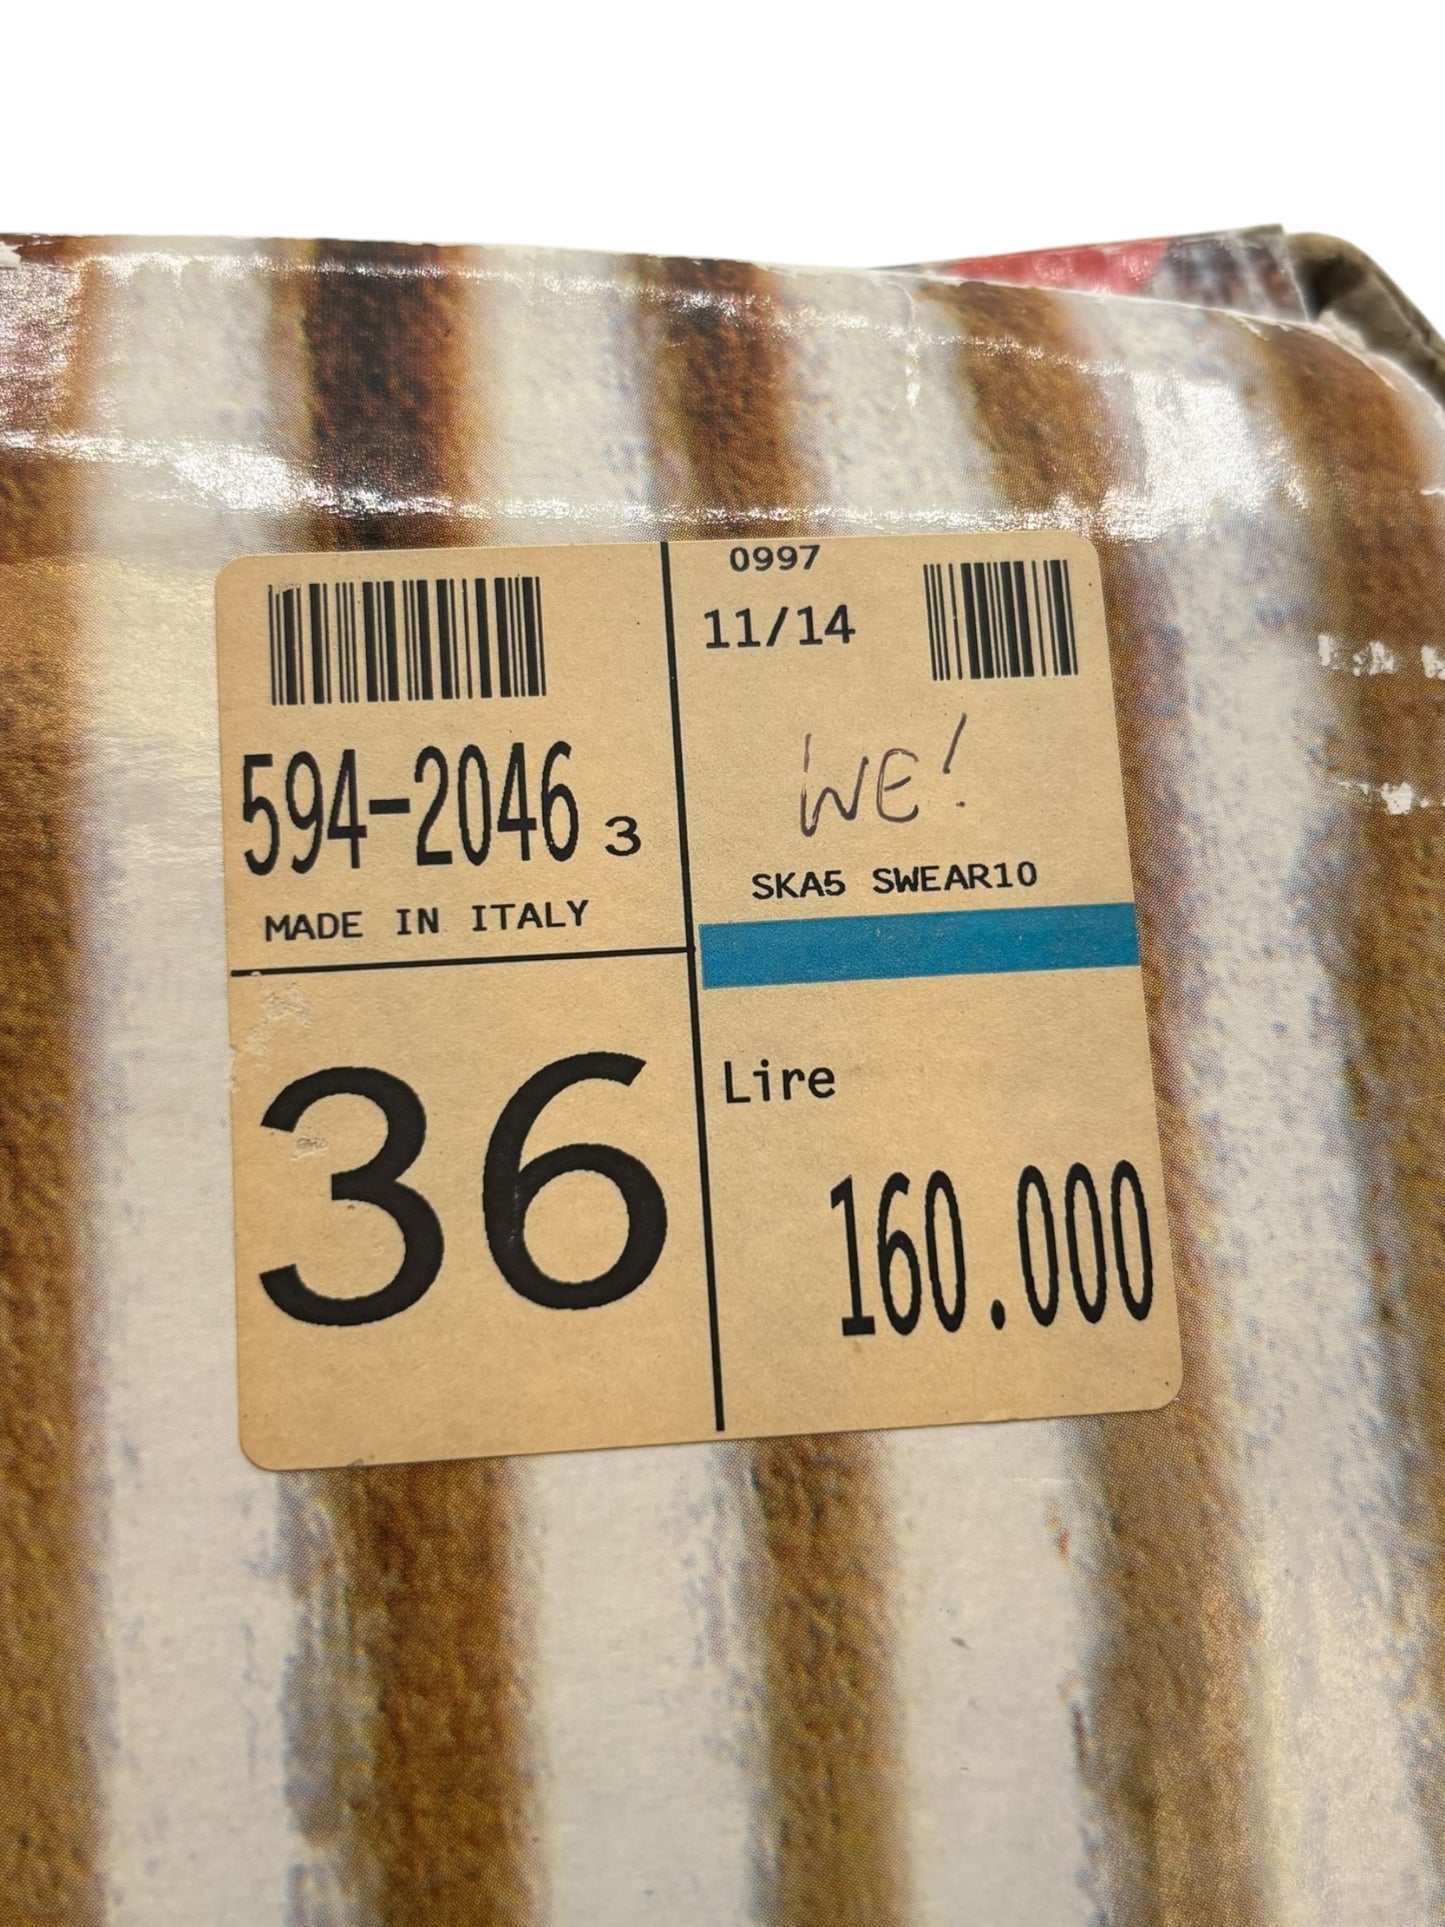 594-2046 3
MADE IN ITALY
36
0997
11/14
WE!
SKA5 SWEAR10
Lire
160.000